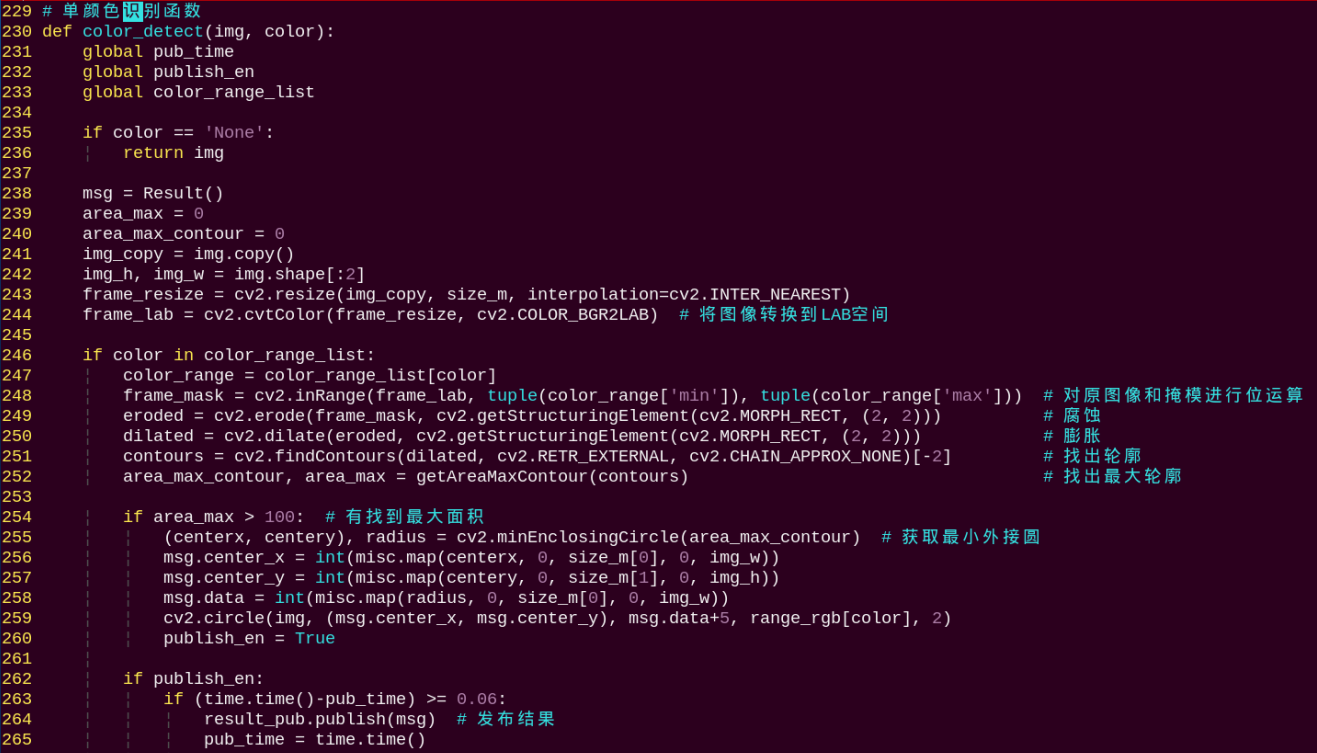 229 # 单颜色识别函数
230 def color_detect(img, color):
231     global pub_time
232     global publish_en
233     global color_range_list
234
235     if color == 'None':
236     ¦   return img
237
238     msg = Result()
239     area_max = 0
240     area_max_contour = 0
241     img_copy = img.copy()
242     img_h, img_w = img.shape[:2]
243     frame_resize = cv2.resize(img_copy, size_m, interpolation=cv2.INTER_NEAREST)
244     frame_lab = cv2.cvtColor(frame_resize, cv2.COLOR_BGR2LAB)  # 将图像转换到LAB空间
245
246     if color in color_range_list:
247     ¦   color_range = color_range_list[color]
248     ¦   frame_mask = cv2.inRange(frame_lab, tuple(color_range['min']), tuple(color_range['max']))  # 对原图像和掩模进行位运算
249     ¦   eroded = cv2.erode(frame_mask, cv2.getStructuringElement(cv2.MORPH_RECT, (2, 2)))          # 腐蚀
250     ¦   dilated = cv2.dilate(eroded, cv2.getStructuringElement(cv2.MORPH_RECT, (2, 2)))            # 膨胀
251     ¦   contours = cv2.findContours(dilated, cv2.RETR_EXTERNAL, cv2.CHAIN_APPROX_NONE)[-2]         # 找出轮廓
252     ¦   area_max_contour, area_max = getAreaMaxContour(contours)                                   # 找出最大轮廓
253
254     ¦   if area_max > 100:  # 有找到最大面积
255     ¦   ¦   (centerx, centery), radius = cv2.minEnclosingCircle(area_max_contour)  # 获取最小外接圆
256     ¦   ¦   msg.center_x = int(misc.map(centerx, 0, size_m[0], 0, img_w))
257     ¦   ¦   msg.center_y = int(misc.map(centery, 0, size_m[1], 0, img_h))
258     ¦   ¦   msg.data = int(misc.map(radius, 0, size_m[0], 0, img_w))
259     ¦   ¦   cv2.circle(img, (msg.center_x, msg.center_y), msg.data+5, range_rgb[color], 2)
260     ¦   ¦   publish_en = True
261     ¦
262     ¦   if publish_en:
263     ¦   ¦   if (time.time()-pub_time) >= 0.06:
264     ¦   ¦   ¦   result_pub.publish(msg)  # 发布结果
265     ¦   ¦   ¦   pub_time = time.time()